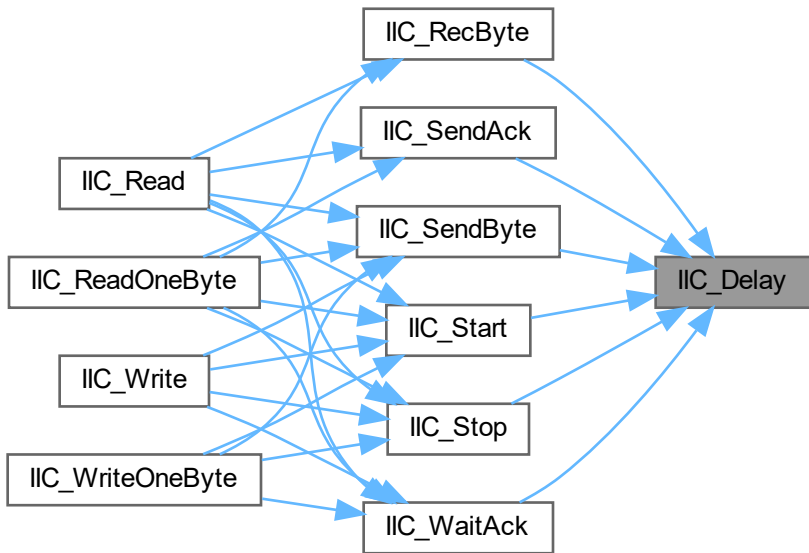 IIC_RecByte
IIC_SendAck
IIC_Read
IIC_SendByte
IIC_ReadOneByte
IIC_Delay
IIC_Start
IIC_Write
IIC_Stop
IIC_WriteOneByte
IIC_WaitAck